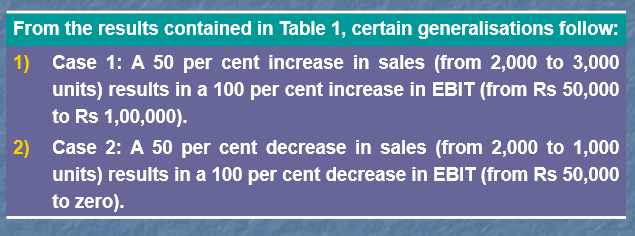 From the results contained in Table 1, certain generalisations follow:
1) Case 1: A 50 per cent increase in sales (from 2,000 to 3,000
units) results in a 100 per cent increase in EBIT (from Rs 50,000
to Rs 1,00,000).
2) Case 2: A 50 per cent decrease in sales (from 2,000 to 1,000
units) results in a 100 per cent decrease in EBIT (from Rs 50,000
to zero).